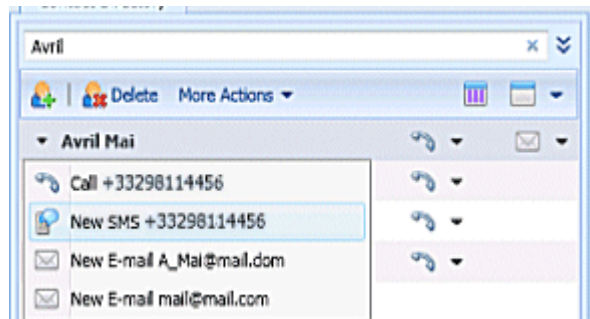 Avril
Delete More Actions
Avril Mai
Call +33298114456
New SMS +33298114456
New E-mail A_Mai@mail.dom
New E-mail mail@mail.com